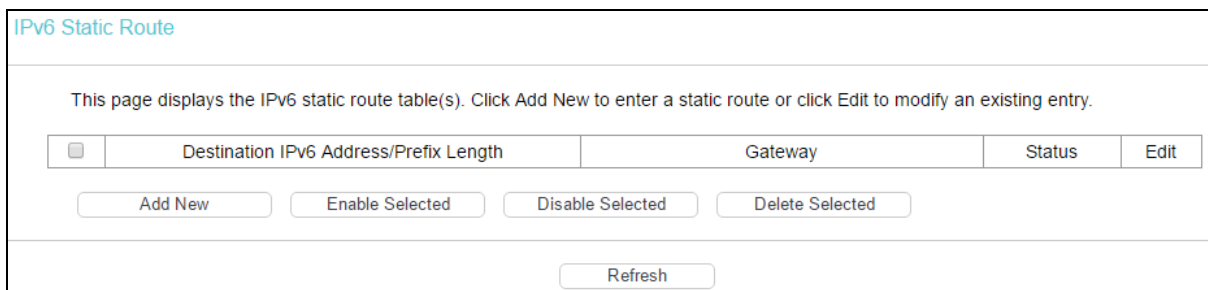 IPv6 Static Route
This page displays the IPv6 static route table(s). Click Add New to enter a static route or click Edit to modify an existing entry.
Destination IPv6 Address/Prefix Length Gateway Status Edit
Add New Enable Selected Disable Selected Delete Selected
Refresh